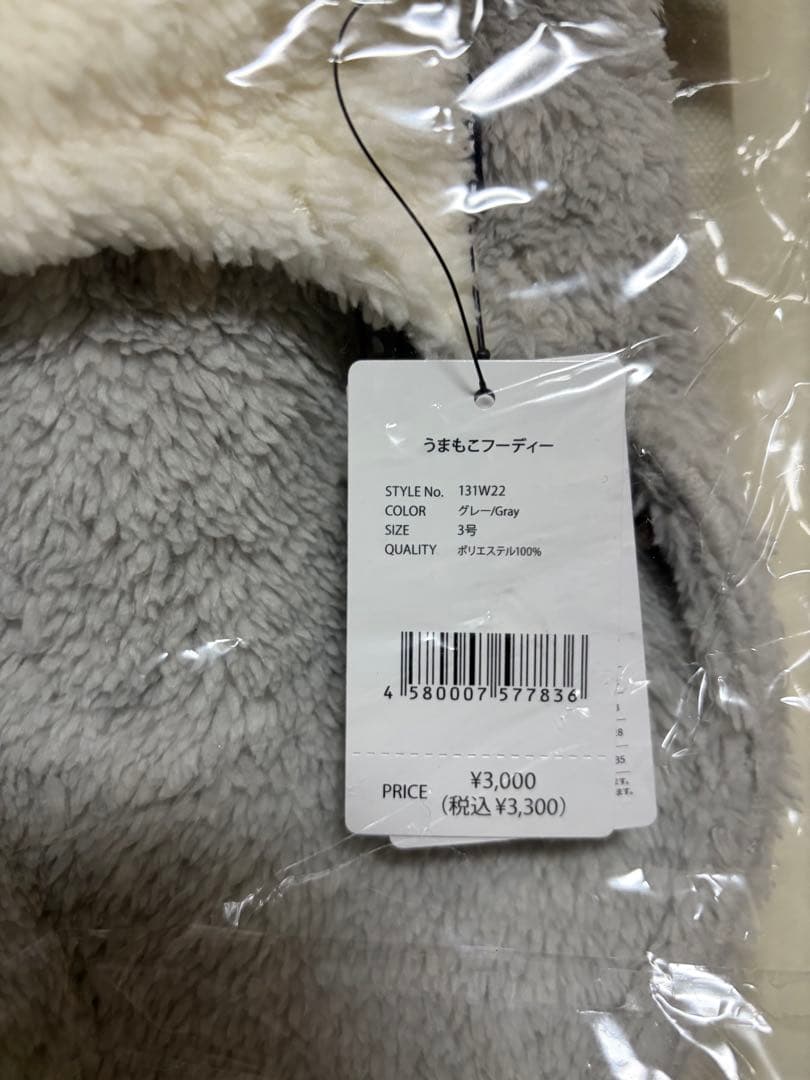 うまもこフーディー
STYLE No. 131W22
COLOR グレー/Gray
SIZE 3号
QUALITY ポリエステル100%
4 580007 577836
PRICE ¥3,000
(税込 ¥3,300)